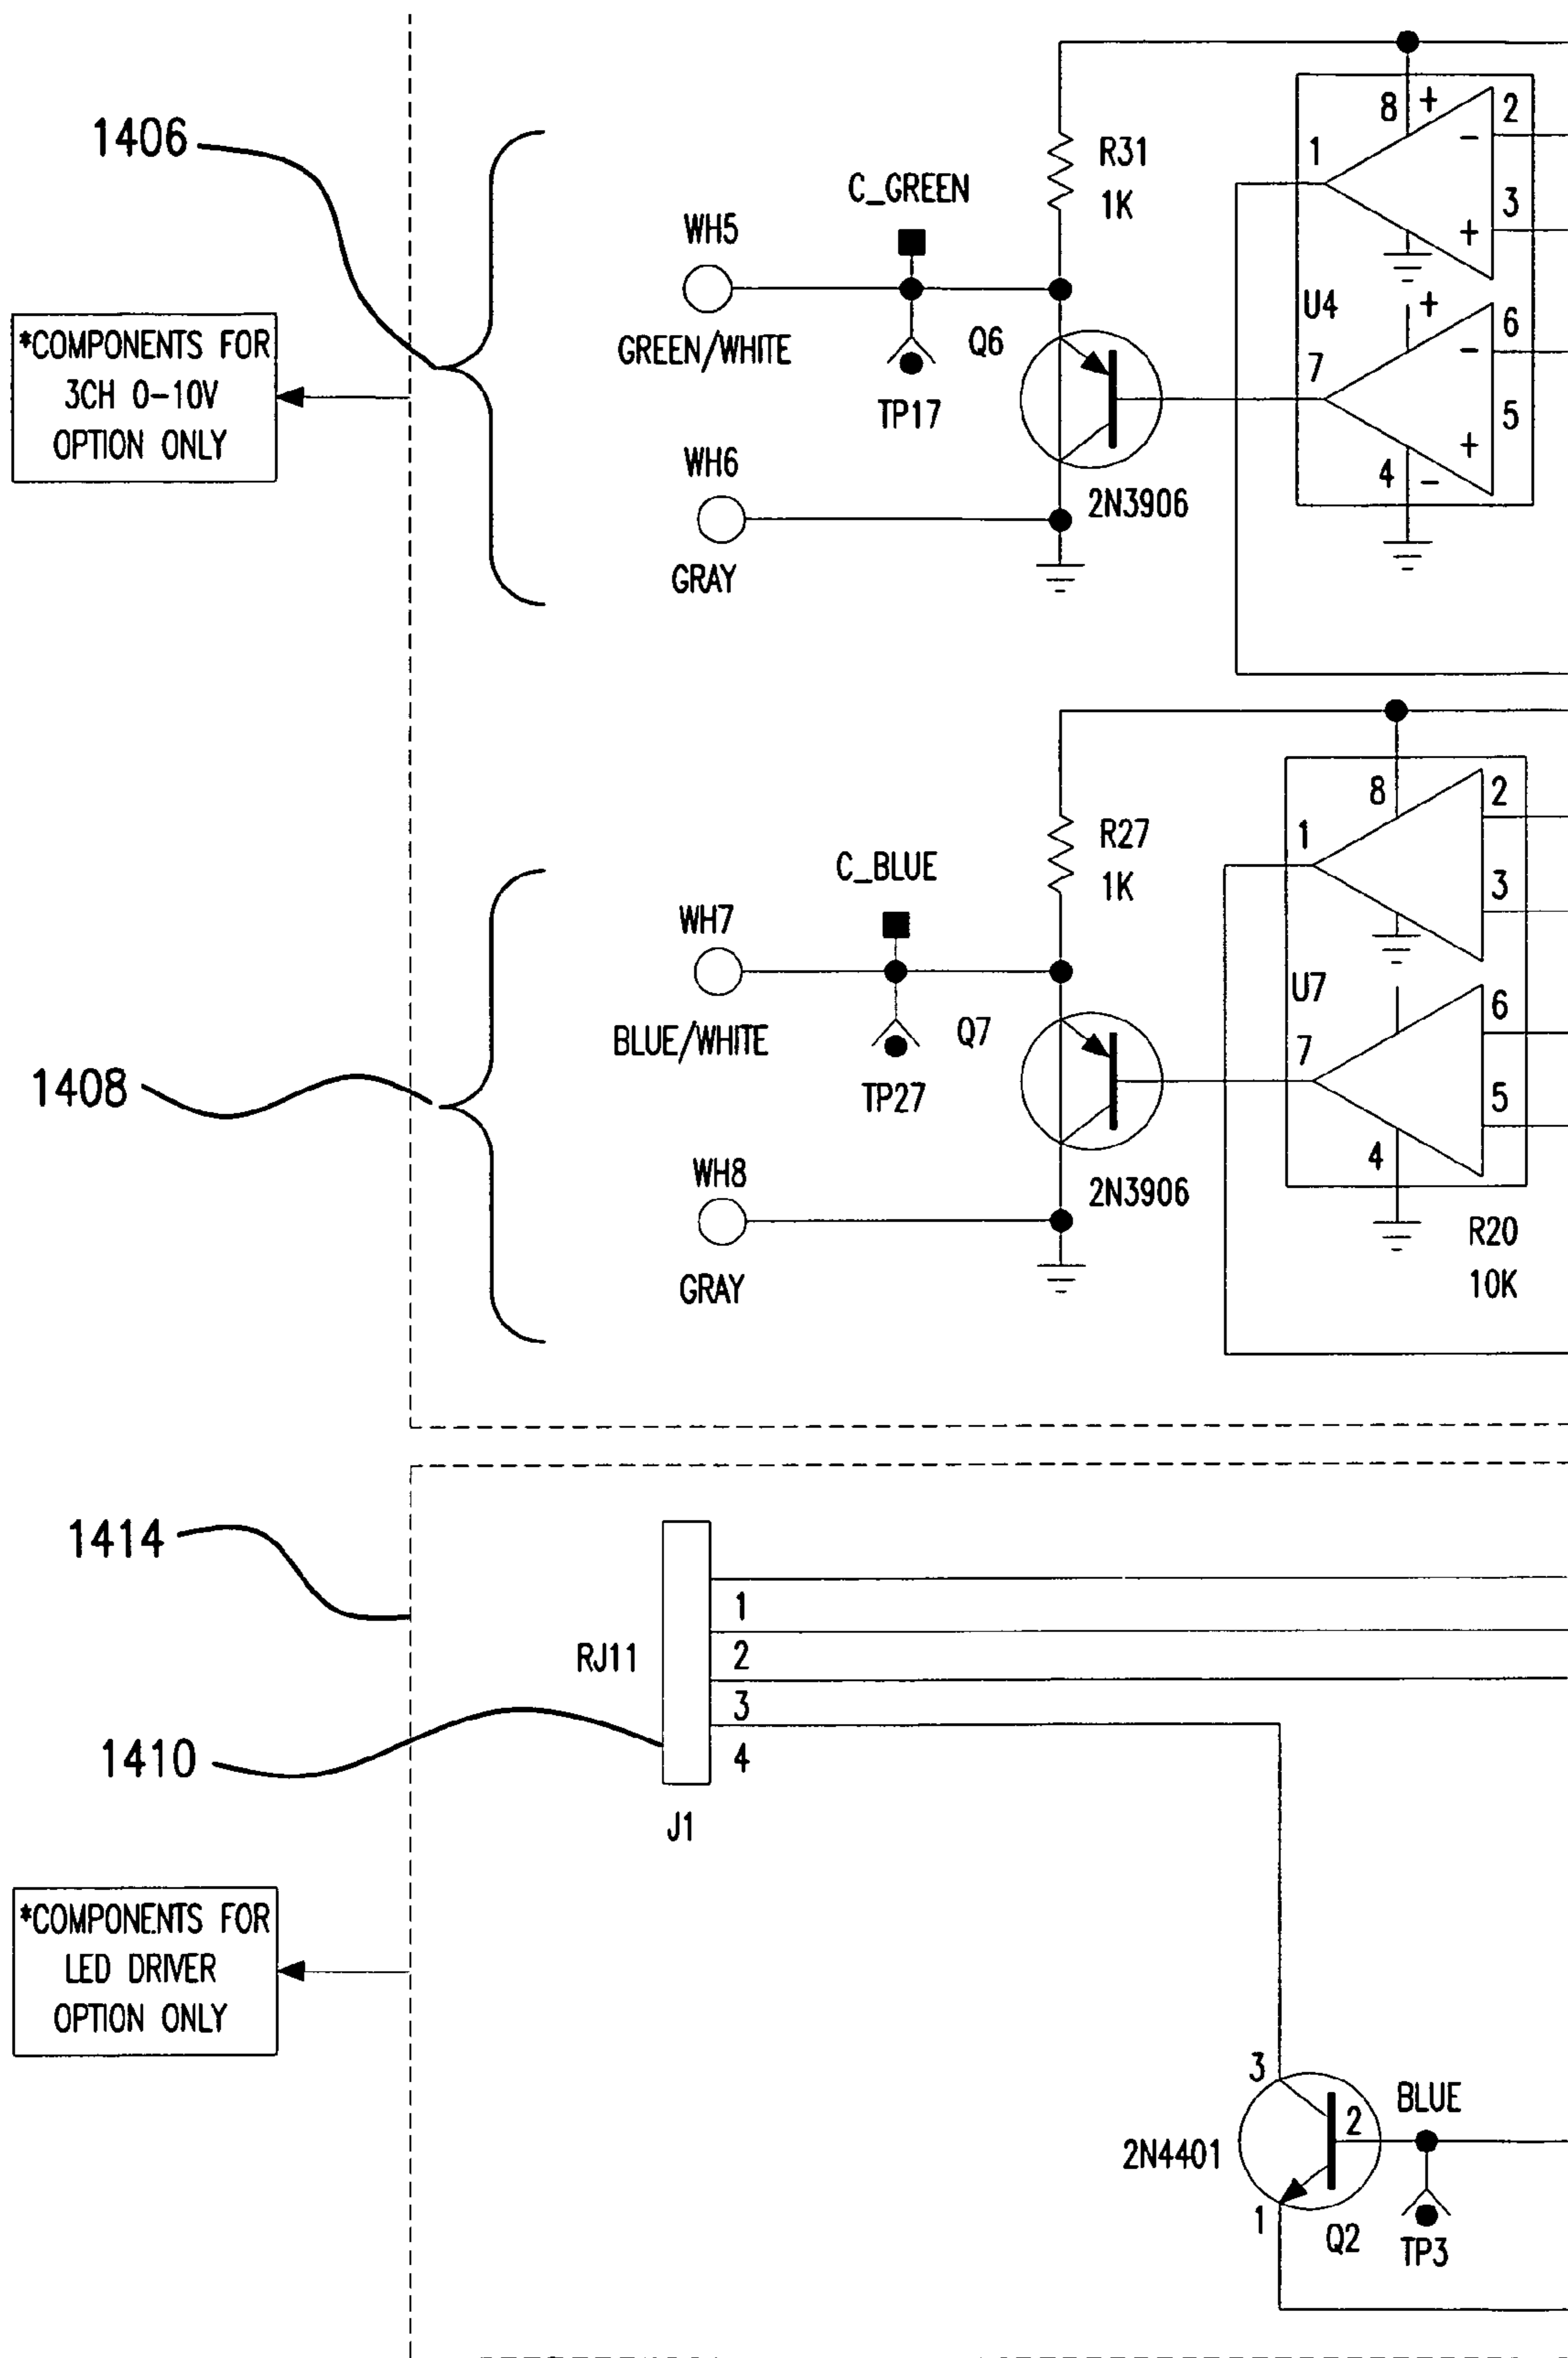 1406
*COMPONENTS FOR
3CH 0-10V
OPTION ONLY
WH5
GREEN/WHITE
C_GREEN
TP17
WH6
GRAY
R31
1K
Q6
2N3906
8
+
2
-
1
3
+
U4
+
6
-
7
5
+
4
-
1408
WH7
BLUE/WHITE
C_BLUE
TP27
WH8
GRAY
R27
1K
Q7
2N3906
8
2
1
3
U7
6
7
5
4
R20
10K
1414
RJ11
1
2
3
4
1410
J1
*COMPONENTS FOR
LED DRIVER
OPTION ONLY
3
BLUE
2
2N4401
1
Q2
TP3